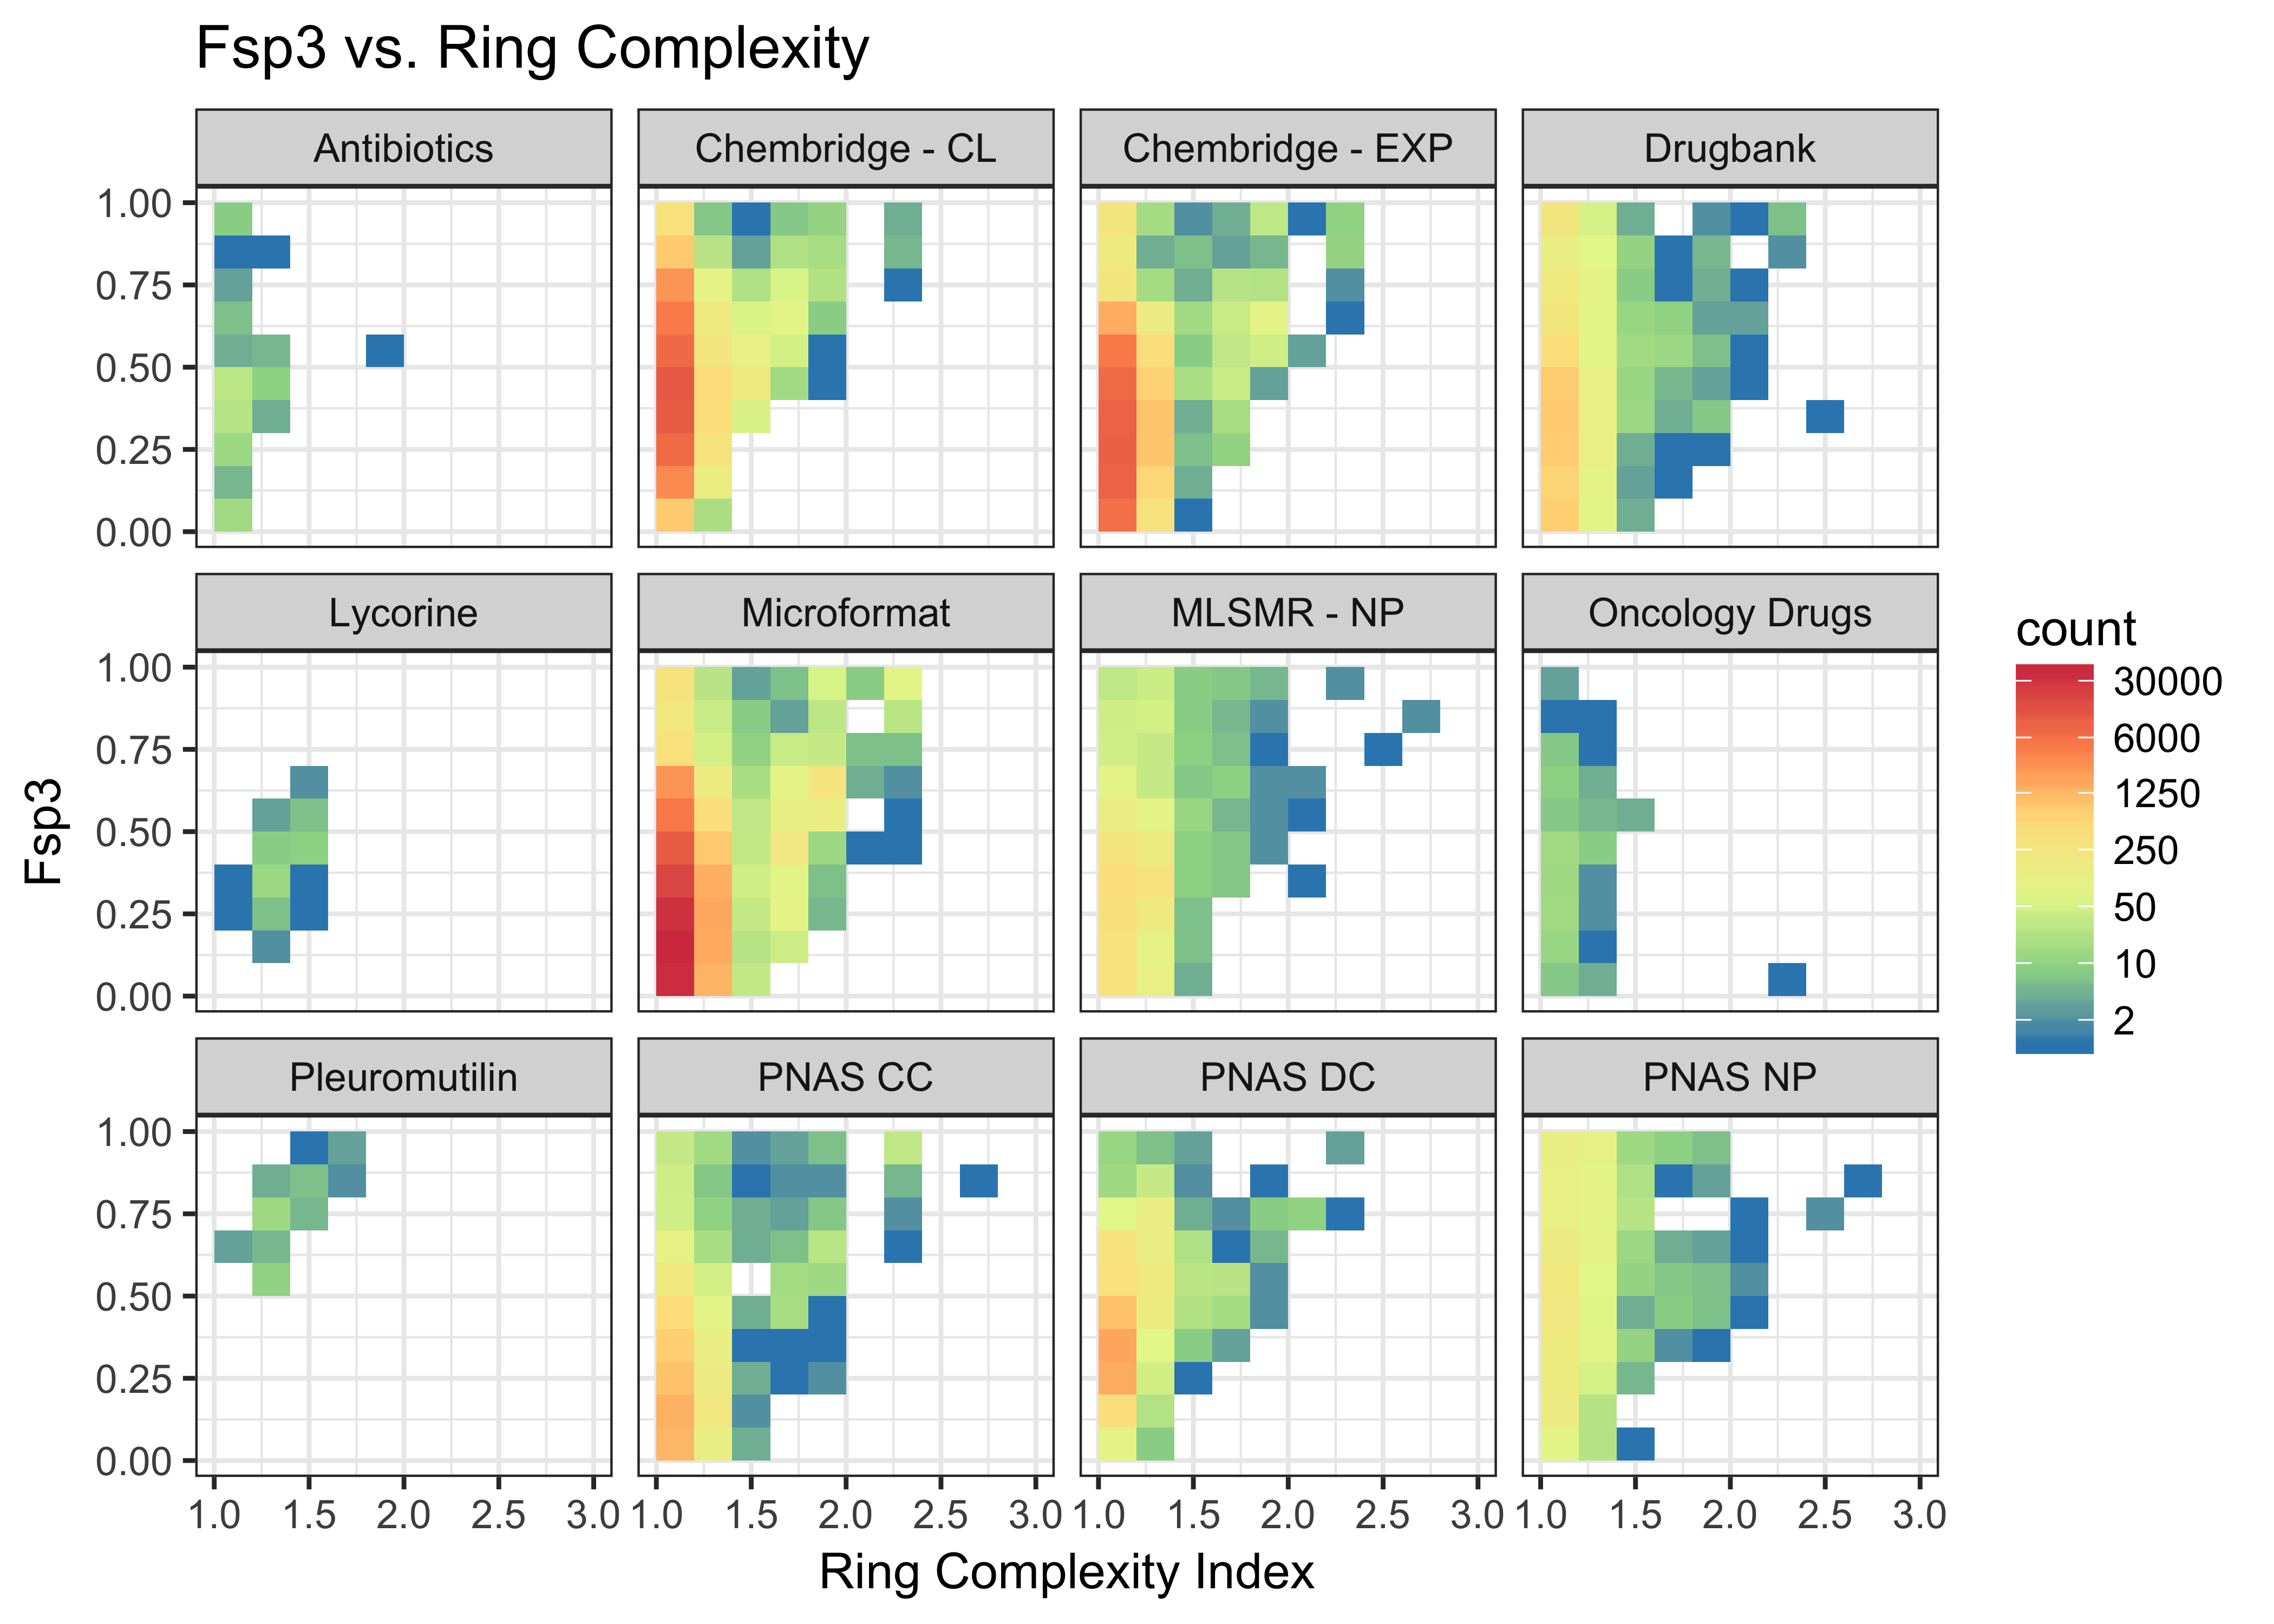 Fsp3 vs. Ring Complexity
Antibiotics
Chembridge - CL
Chembridge - EXP
Drugbank
1.00
0.75
0.50
0.25
0.00
Lycorine
Microformat
MLSMR - NP
Oncology Drugs
1.00
0.75
0.50
0.25
0.00
Pleuromutilin
PNAS CC
PNAS DC
PNAS NP
1.00
0.75
0.50
0.25
0.00
1.0 1.5 2.0 2.5 3.0 1.0 1.5 2.0 2.5 3.0 1.0 1.5 2.0 2.5 3.0 1.0 1.5 2.0 2.5 3.0
Ring Complexity Index
Fsp3
count
30000
6000
1250
250
50
10
2